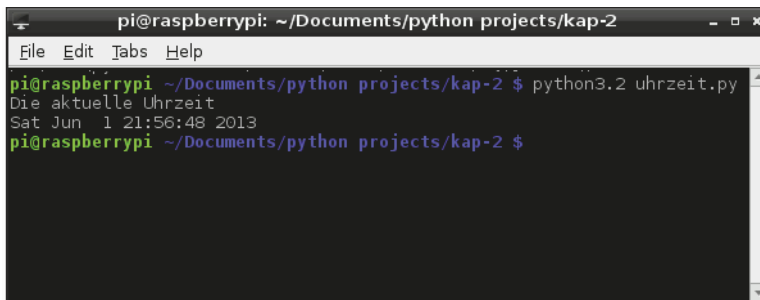 pi@raspberrypi: ~/Documents/python projects/kap-2
File Edit Tabs Help
pi@raspberrypi ~/Documents/python projects/kap-2 $ python3.2 uhrzeit.py
Die aktuelle Uhrzeit
Sat Jun  1 21:56:48 2013
pi@raspberrypi ~/Documents/python projects/kap-2 $